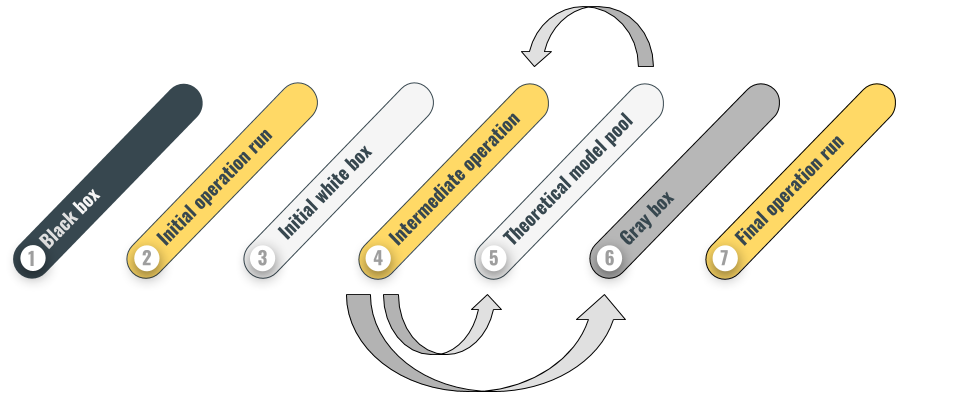 1 Black box
2 Initial operation run
3 Initial white box
4 Intermediate operation
5 Theoretical model pool
6 Gray box
7 Final operation run